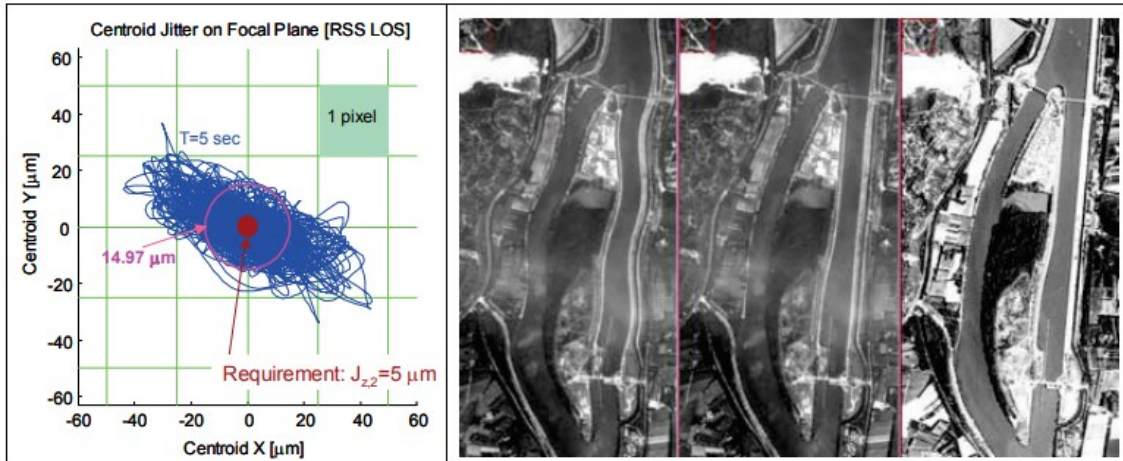 Centroid Jitter on Focal Plane [RSS LOS]
60
40
20
0
-20
-40
-60
Centroid Y [μm]
T=5 sec
1 pixel
14.97 μm
Requirement: J_{z,2}=5 μm
-60 -40 -20 0 20 40 60
Centroid X [μm]